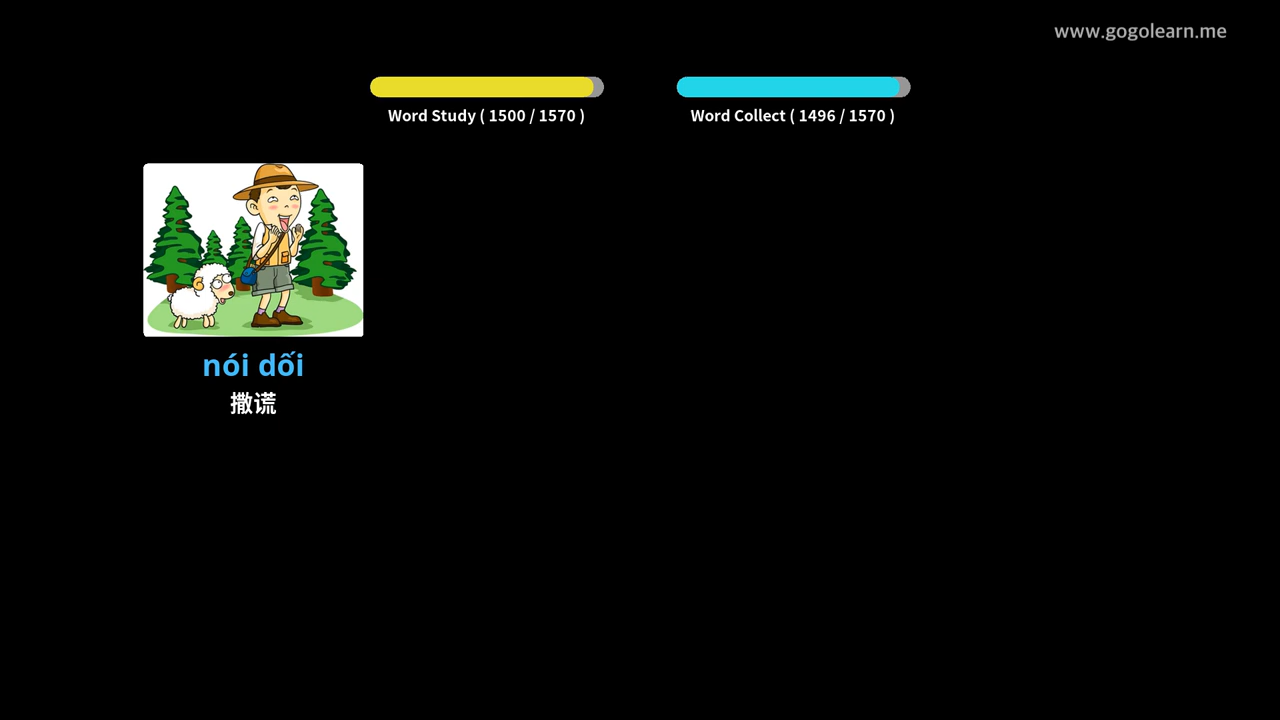 www.gogolearn.me
Word Study ( 1500 / 1570 )
Word Collect ( 1496 / 1570 )
nói dối
撒谎